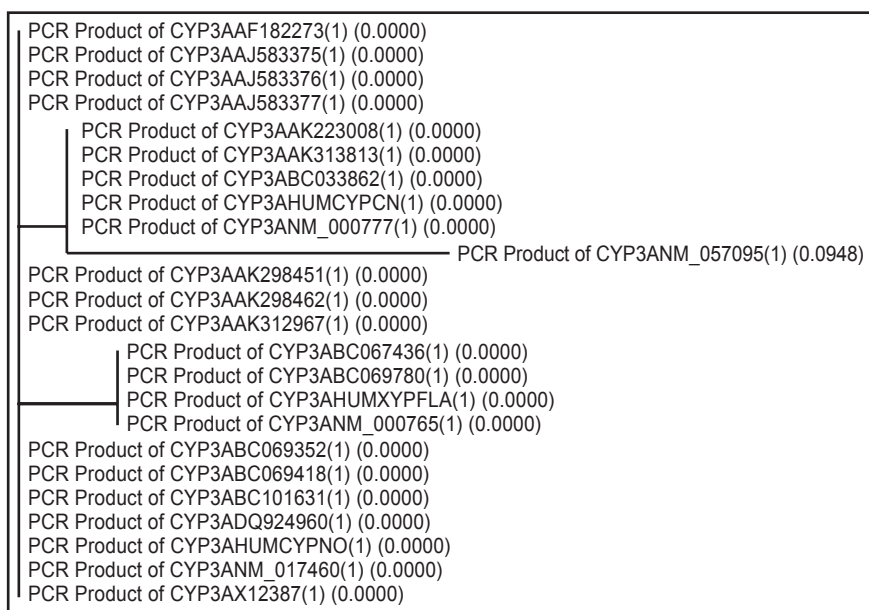 PCR Product of CYP3AAF182273(1) (0.0000)
PCR Product of CYP3AAJ583375(1) (0.0000)
PCR Product of CYP3AAJ583376(1) (0.0000)
PCR Product of CYP3AAJ583377(1) (0.0000)
PCR Product of CYP3AAK223008(1) (0.0000)
PCR Product of CYP3AAK313813(1) (0.0000)
PCR Product of CYP3ABC033862(1) (0.0000)
PCR Product of CYP3AHUMCYPCN(1) (0.0000)
PCR Product of CYP3ANM_000777(1) (0.0000)
PCR Product of CYP3ANM_057095(1) (0.0948)
PCR Product of CYP3AAK298451(1) (0.0000)
PCR Product of CYP3AAK298462(1) (0.0000)
PCR Product of CYP3AAK312967(1) (0.0000)
PCR Product of CYP3ABC067436(1) (0.0000)
PCR Product of CYP3ABC069780(1) (0.0000)
PCR Product of CYP3AHUMXYPFLA(1) (0.0000)
PCR Product of CYP3ANM_000765(1) (0.0000)
PCR Product of CYP3ABC069352(1) (0.0000)
PCR Product of CYP3ABC069418(1) (0.0000)
PCR Product of CYP3ABC101631(1) (0.0000)
PCR Product of CYP3ADQ924960(1) (0.0000)
PCR Product of CYP3AHUMCYPNO(1) (0.0000)
PCR Product of CYP3ANM_017460(1) (0.0000)
PCR Product of CYP3AX12387(1) (0.0000)